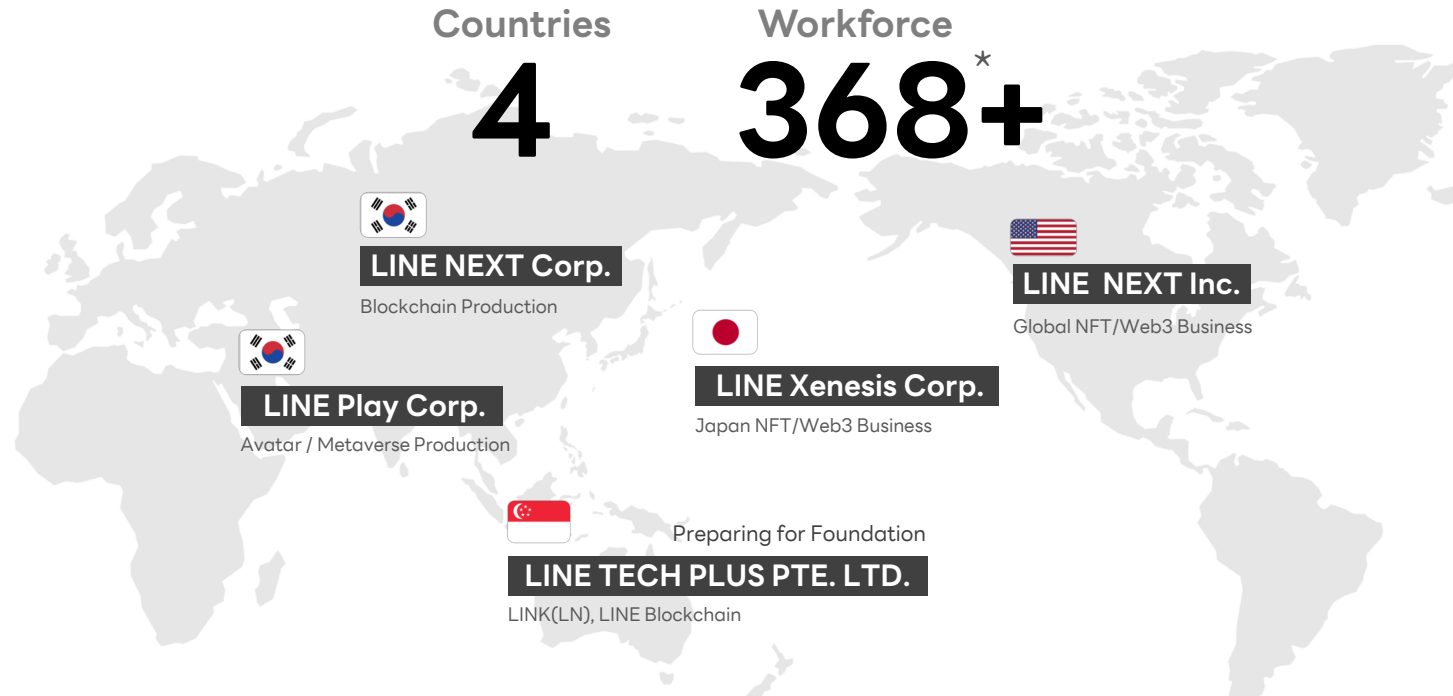 Countries
4
Workforce
368+*
LINE NEXT Corp.
Blockchain Production
LINE NEXT Inc.
Global NFT/Web3 Business
LINE Play Corp.
Avatar / Metaverse Production
LINE Xenesis Corp.
Japan NFT/Web3 Business
Preparing for Foundation
LINE TECH PLUS PTE. LTD.
LINK(LN), LINE Blockchain